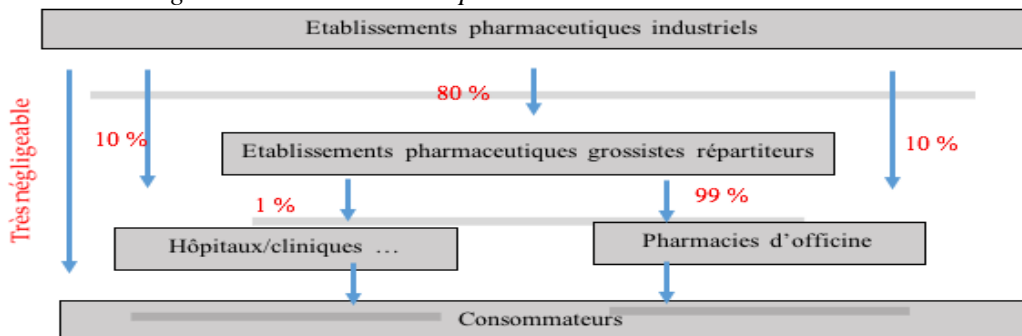 Etablissements pharmaceutiques industriels
80 %
10 %
10 %
Très négligeable
Etablissements pharmaceutiques grossistes répartiteurs
1 %
99 %
Hôpitaux/cliniques …
Pharmacies d’officine
Consommateurs